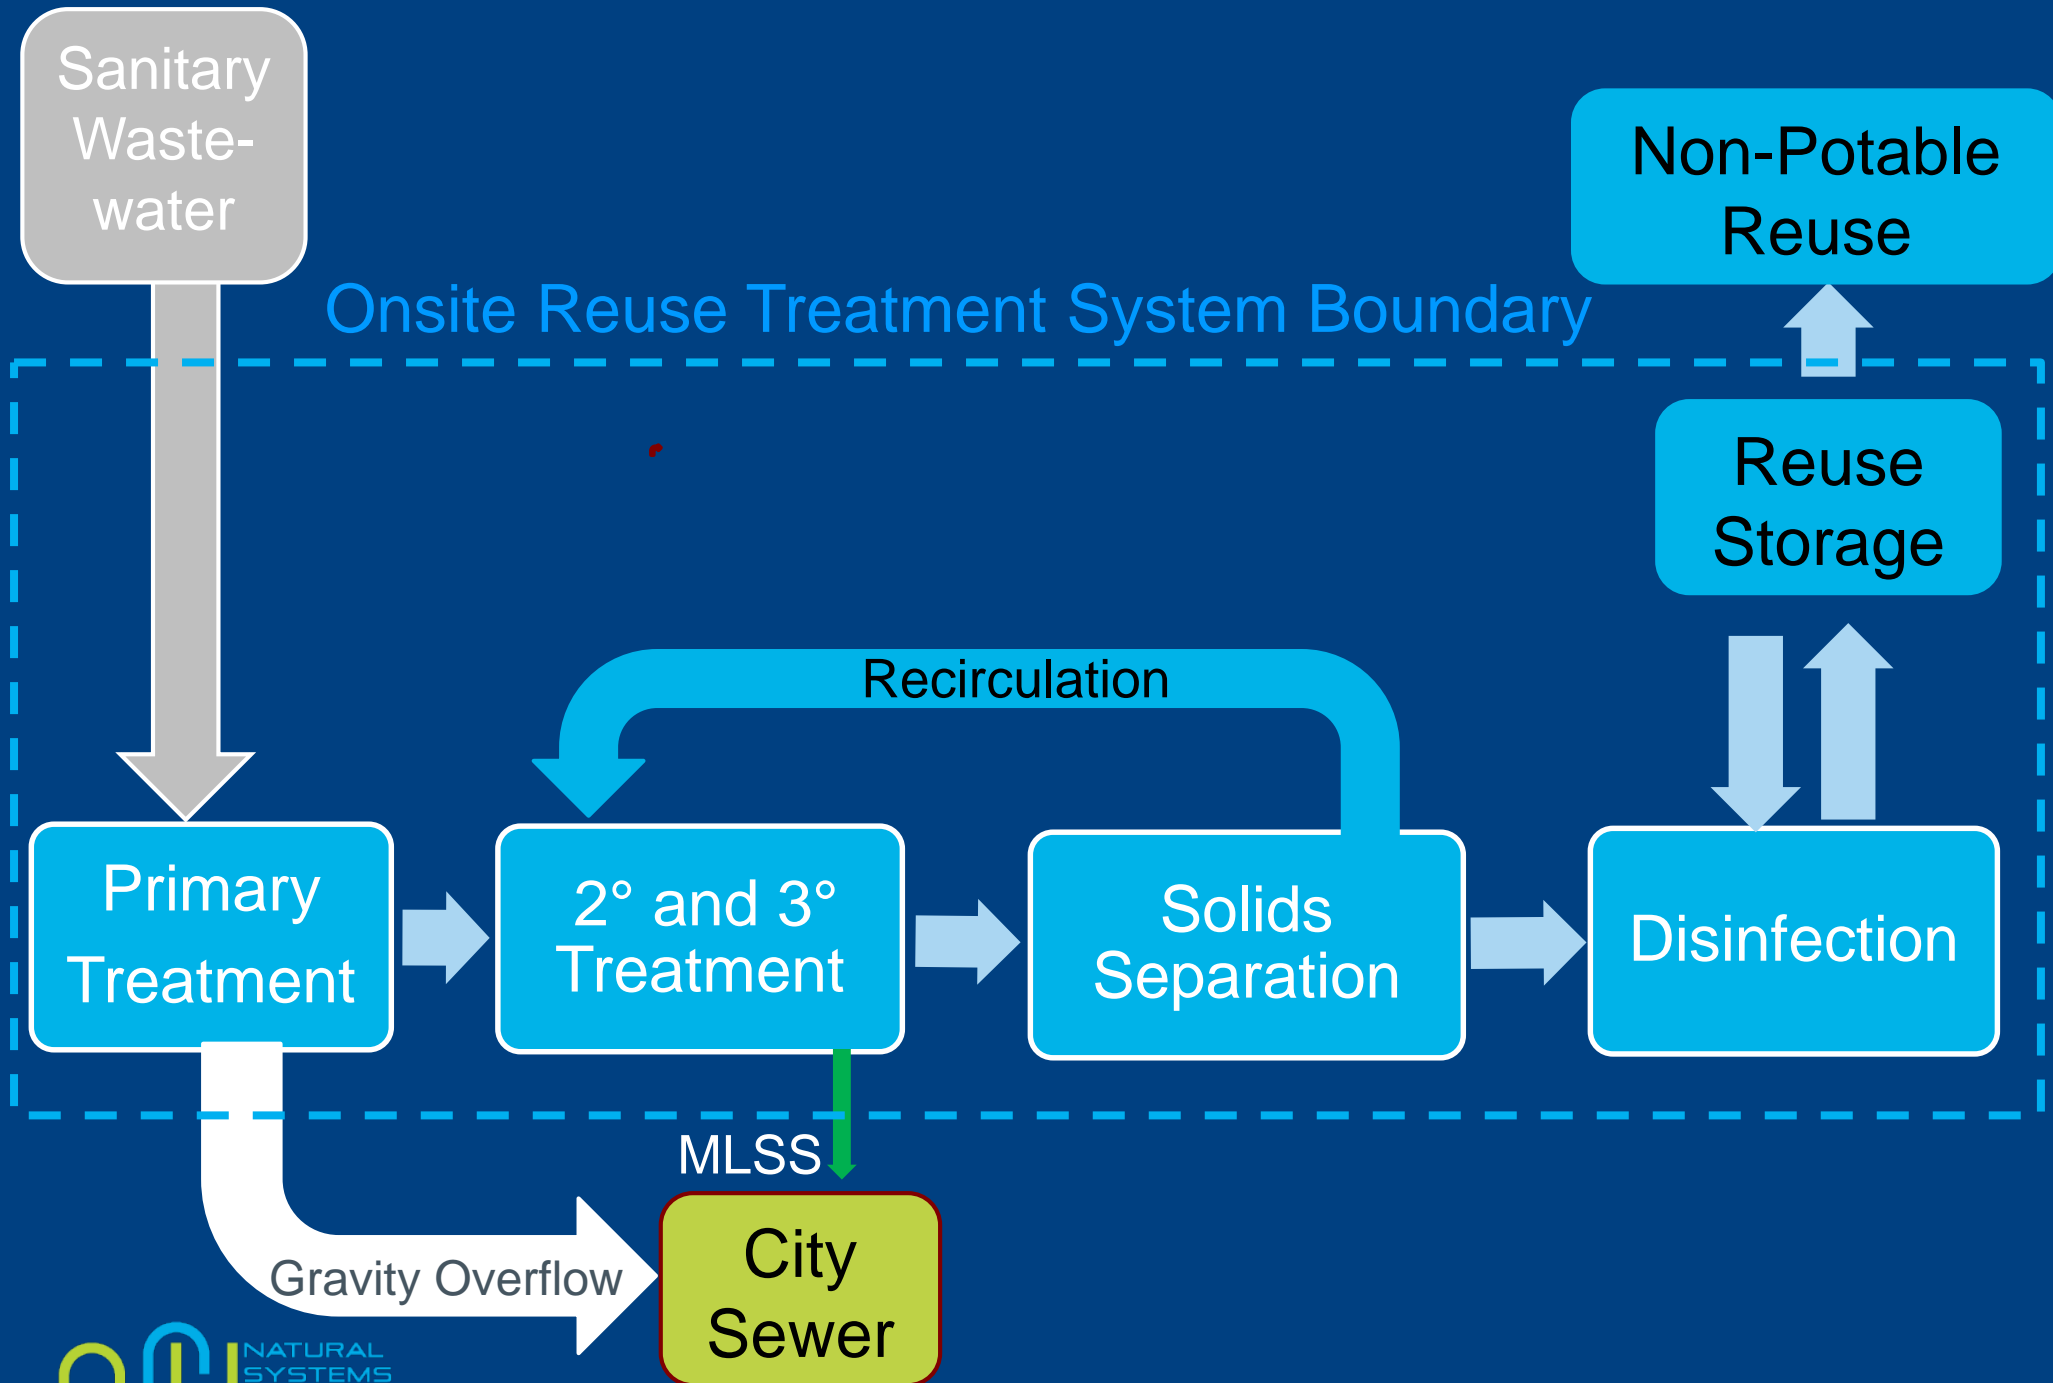 Sanitary
Waste-
water
Non-Potable
Reuse
Onsite Reuse Treatment System Boundary
Reuse
Storage
Recirculation
Primary
Treatment
2° and 3°
Treatment
Solids
Separation
Disinfection
MLSS
Gravity Overflow
City
Sewer
NATURAL
SYSTEMS